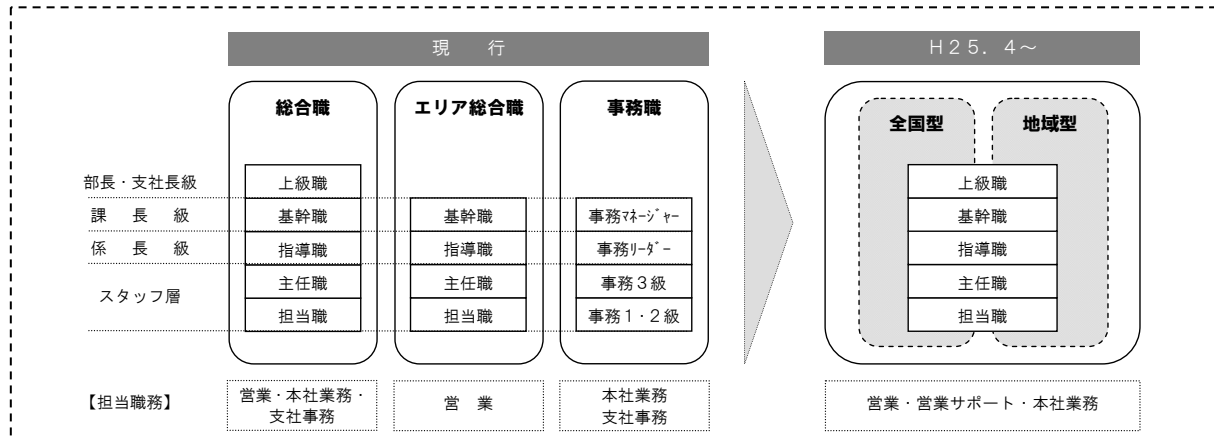 現　行
Ｈ２５．４～
総合職
エリア総合職
事務職
全国型
地域型
部長・支社長級
上級職
上級職
課長級
基幹職
基幹職
事務ﾏﾈｰｼﾞｬｰ
基幹職
係長級
指導職
指導職
事務ﾘｰﾀﾞｰ
指導職
スタッフ層
主任職
主任職
事務３級
主任職
担当職
担当職
事務１・２級
担当職
【担当職務】
営業・本社業務・
支社事務
営　業
本社業務
支社事務
営業・営業サポート・本社業務